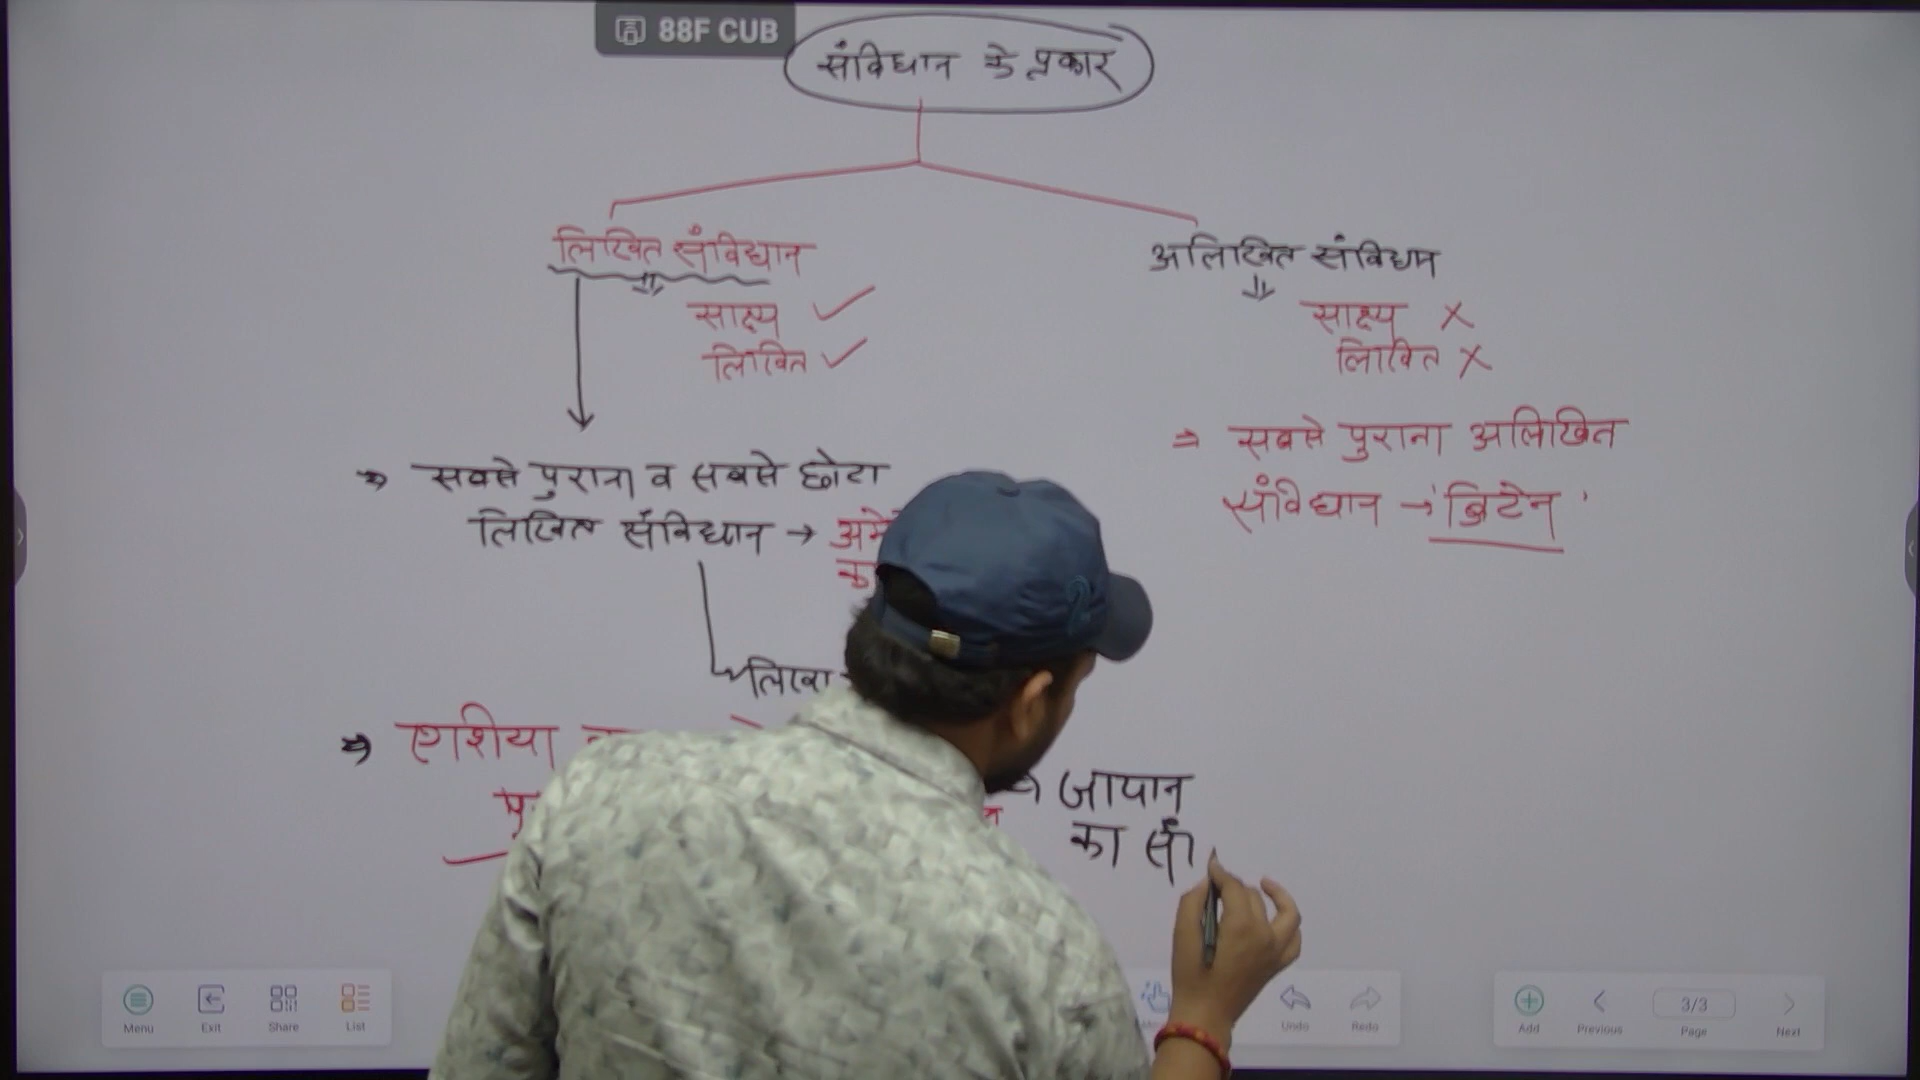 88F CUB
संविधान के प्रकार
लिखित संविधान
साक्ष्य ✓
लिखित ✓
अलिखित संविधान
साक्ष्य X
लिखित X
⇒ सबसे पुराना व सबसे छोटा
लिखित संविधान →
⇒ सबसे पुराना अलिखित
संविधान → 'ब्रिटेन'
लिखा
⇒ एशिया
जापान
का सं
Menu
Exit
Share
List
Undo
Redo
Add
Previous
3/3
Page
Next